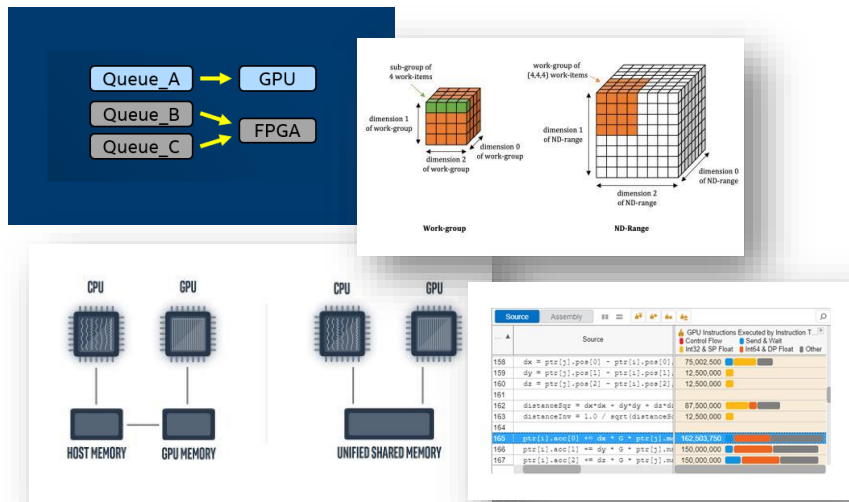 Queue_A
GPU
Queue_B
FPGA
Queue_C
sub-group of
4 work-items
dimension 1
of work-group
dimension 0
of work-group
dimension 2
of work-group
Work-group
work-group of
{4,4,4} work-items
dimension 1
of ND-range
dimension 0
of ND-range
dimension 2
of ND-range
ND-Range
CPU
GPU
HOST MEMORY
GPU MEMORY
CPU
GPU
UNIFIED SHARED MEMORY
Source
Assembly
Source
GPU Instructions Executed by Instruction T...
Control Flow
Send & Wait
Int32 & SP Float
Int64 & DP Float
Other
158 dx = ptr[j].pos[0] - ptr[i].pos[0] 75,002,500
159 dy = ptr[j].pos[1] - ptr[i].pos[1] 12,500,000
160 dz = ptr[j].pos[2] - ptr[i].pos[2] 12,500,000
161
162 distanceSqr = dx*dx + dy*dy + dz*d 87,500,000
163 distanceInv = 1.0 / sqrt(distanceS 12,500,000
164
165 ptr[i].acc[0] += dx * G * ptr[j].m 162,503,750
166 ptr[i].acc[1] += dy * G * ptr[j].m 150,000,000
167 ptr[i].acc[2] += dz * G * ptr[j].m 150,000,000